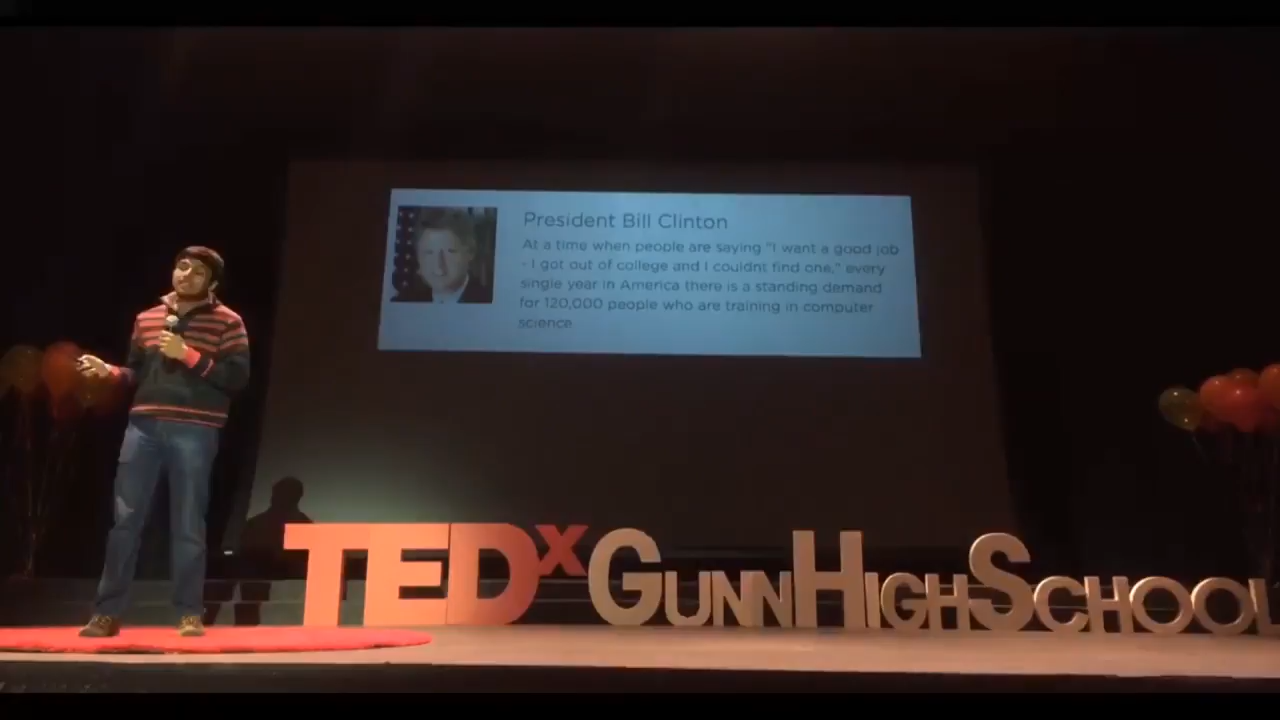 President Bill Clinton
At a time when people are saying "I want a good job
- I got out of college and I couldnt find one," every
single year in America there is a standing demand
for 120,000 people who are training in computer
science
TEDxGUNNHIGHSCHOOL